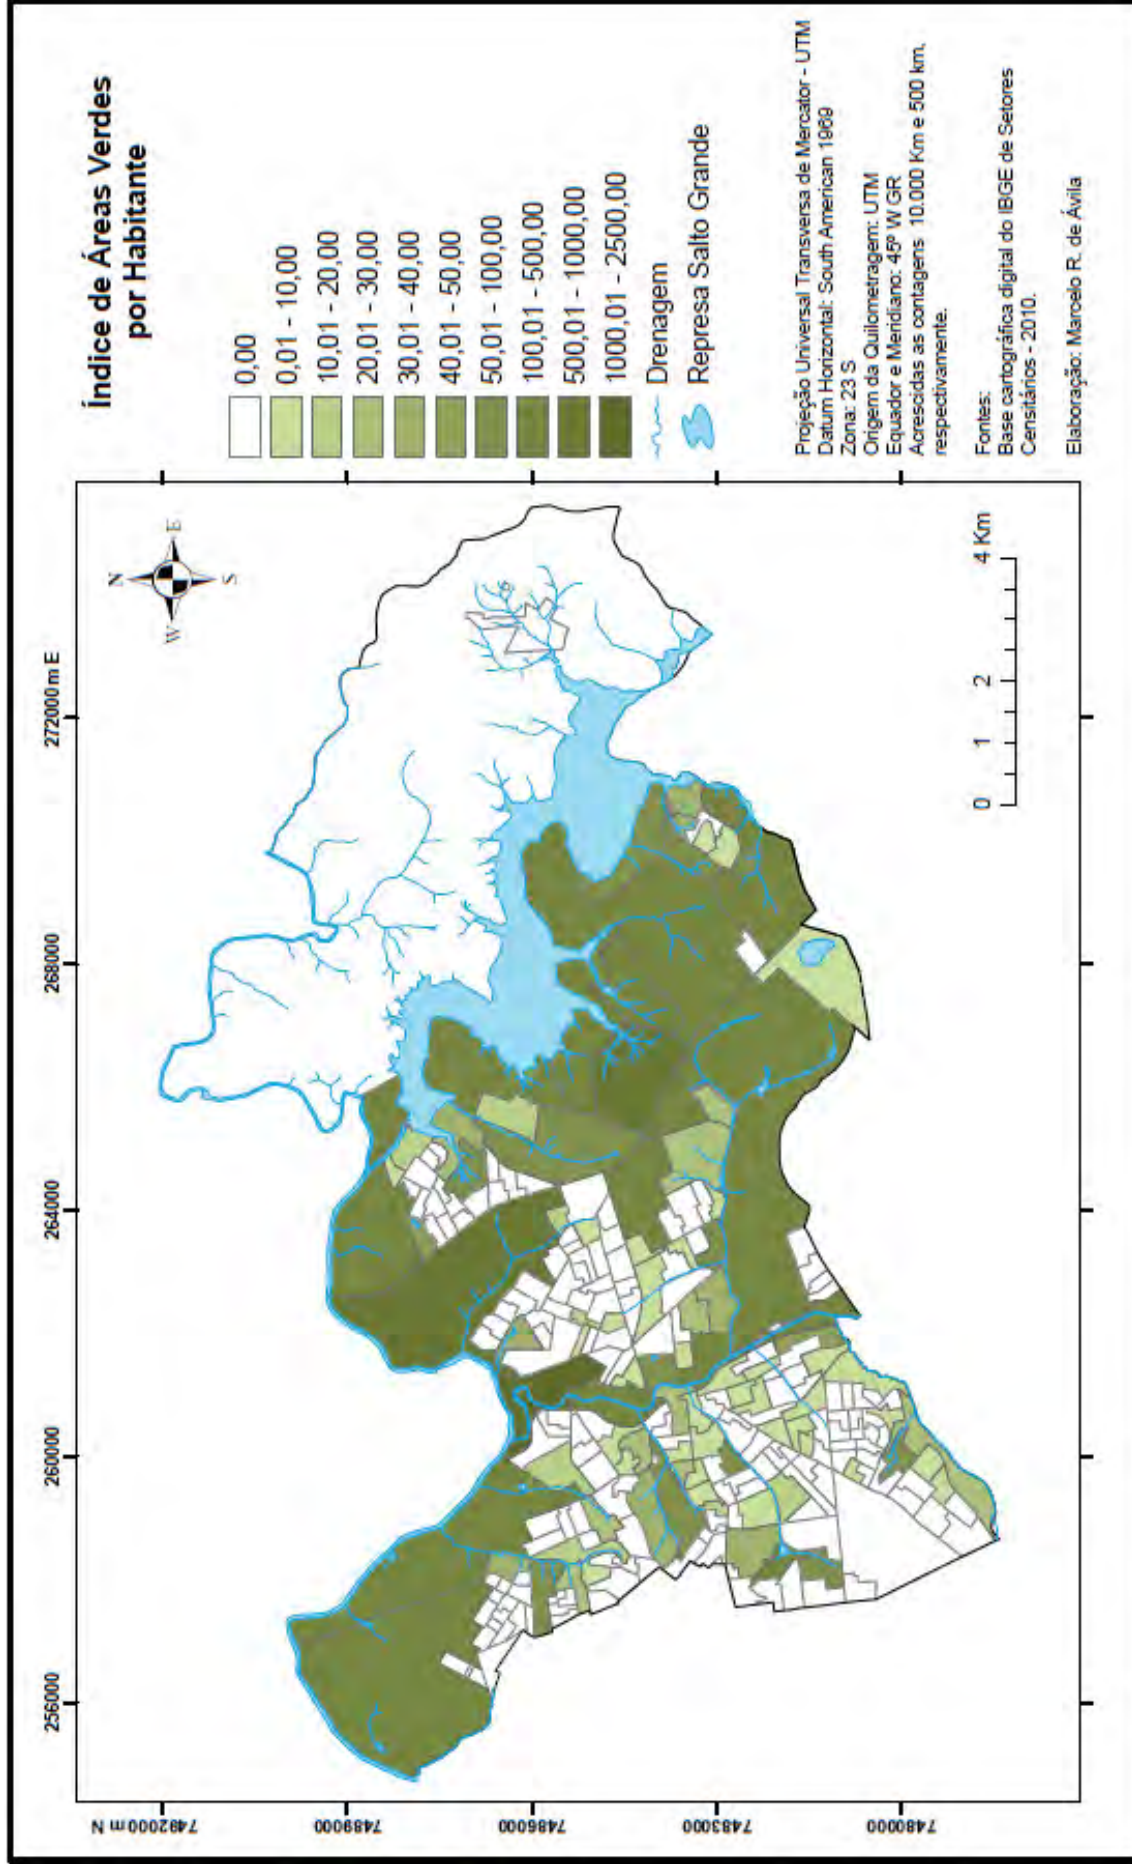 Índice de Áreas Verdes
por Habitante
0,00
0,01 - 10,00
10,01 - 20,00
20,01 - 30,00
30,01 - 40,00
40,01 - 50,00
50,01 - 100,00
100,01 - 500,00
500,01 - 1000,00
1000,01 - 2500,00
Drenagem
Represa Salto Grande
Projeção Universal Transversa de Mercator - UTM
Datum Horizontal: South American 1969
Zona: 23 S
Origem da Quilometragem: UTM
Equador e Meridiano: 45º W GR
Acrescidas as contagens 10.000 Km e 500 km,
respectivamente.
Fontes:
Base cartográfica digital do IBGE de Setores
Censitários - 2010.
Elaboração: Marcelo R. de Ávila
256000
260000
264000
268000
272000 m E
7492000 m N
7489000
7486000
7483000
7480000
N
W
E
S
0 1 2 4 Km